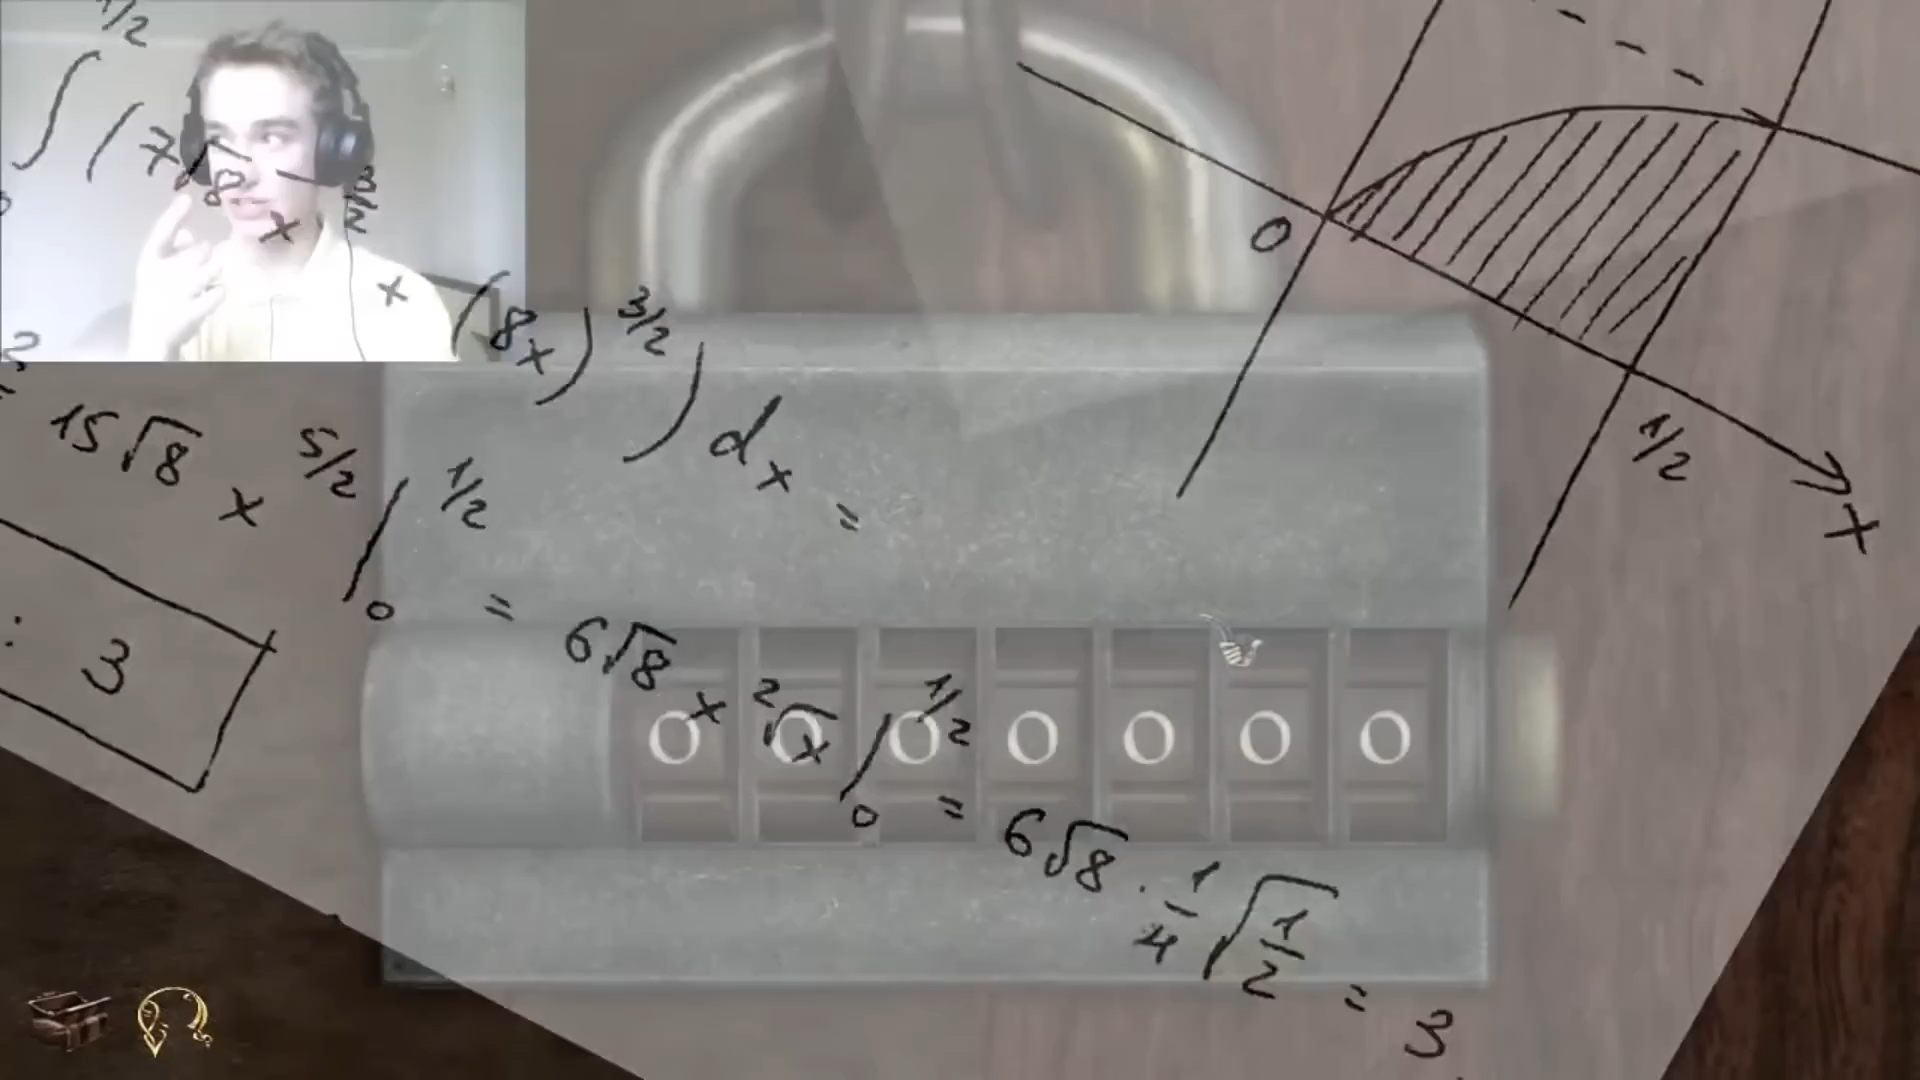 1/2
∫ (7 √8 x - 3/2 x (8x)^3/2) dx =
15√8 x^5/2 |₀^1/2 = 6√8 x²√x |₀^1/2 = 6√8 · 1/4 √1/2 = 3
: 3
0
1/2
x
0 0 0 0 0 0 0